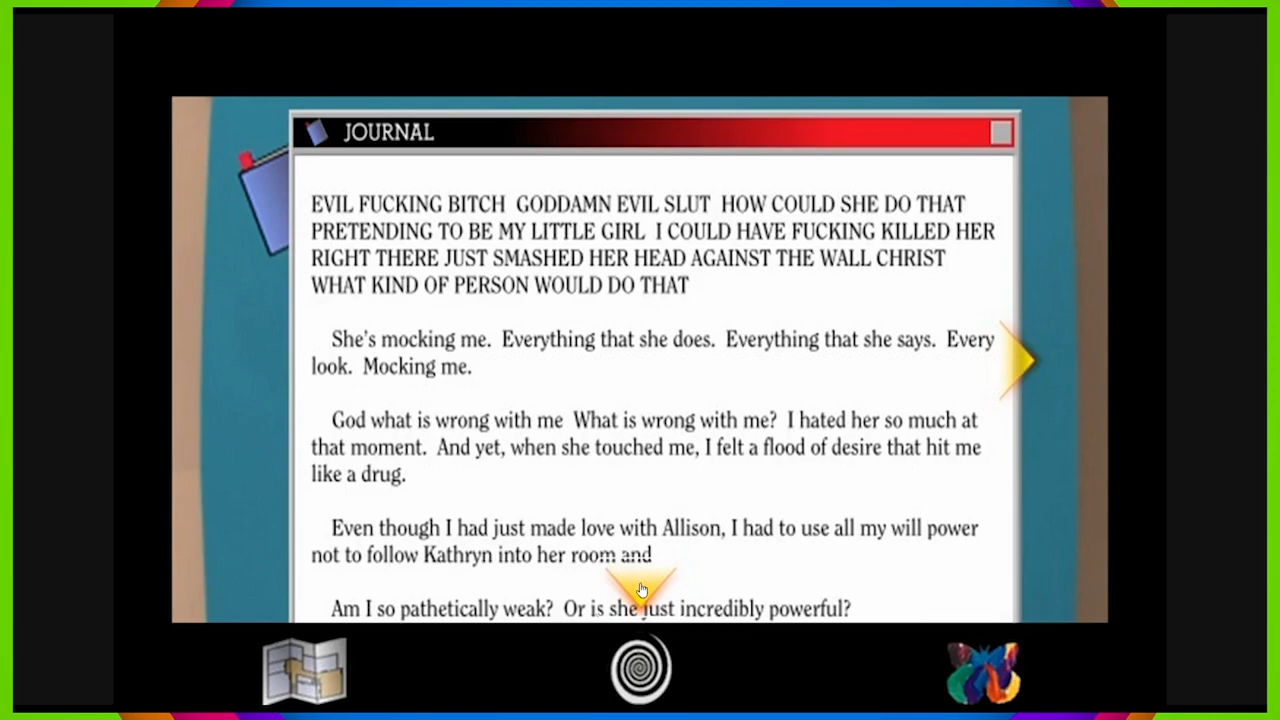 JOURNAL
EVIL FUCKING BITCH  GODDAMN EVIL SLUT  HOW COULD SHE DO THAT
PRETENDING TO BE MY LITTLE GIRL  I COULD HAVE FUCKING KILLED HER
RIGHT THERE JUST SMASHED HER HEAD AGAINST THE WALL CHRIST
WHAT KIND OF PERSON WOULD DO THAT
She's mocking me.  Everything that she does.  Everything that she says.  Every
look.  Mocking me.
God what is wrong with me  What is wrong with me?  I hated her so much at
that moment.  And yet, when she touched me, I felt a flood of desire that hit me
like a drug.
Even though I had just made love with Allison, I had to use all my will power
not to follow Kathryn into her room and
Am I so pathetically weak?  Or is she just incredibly powerful?